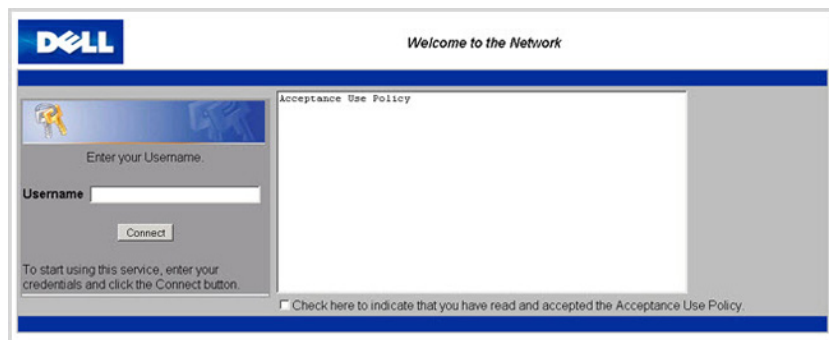 DELL
Welcome to the Network
Enter your Username.
Username
Connect
To start using this service, enter your
credentials and click the Connect button.
Acceptance Use Policy
Check here to indicate that you have read and accepted the Acceptance Use Policy.